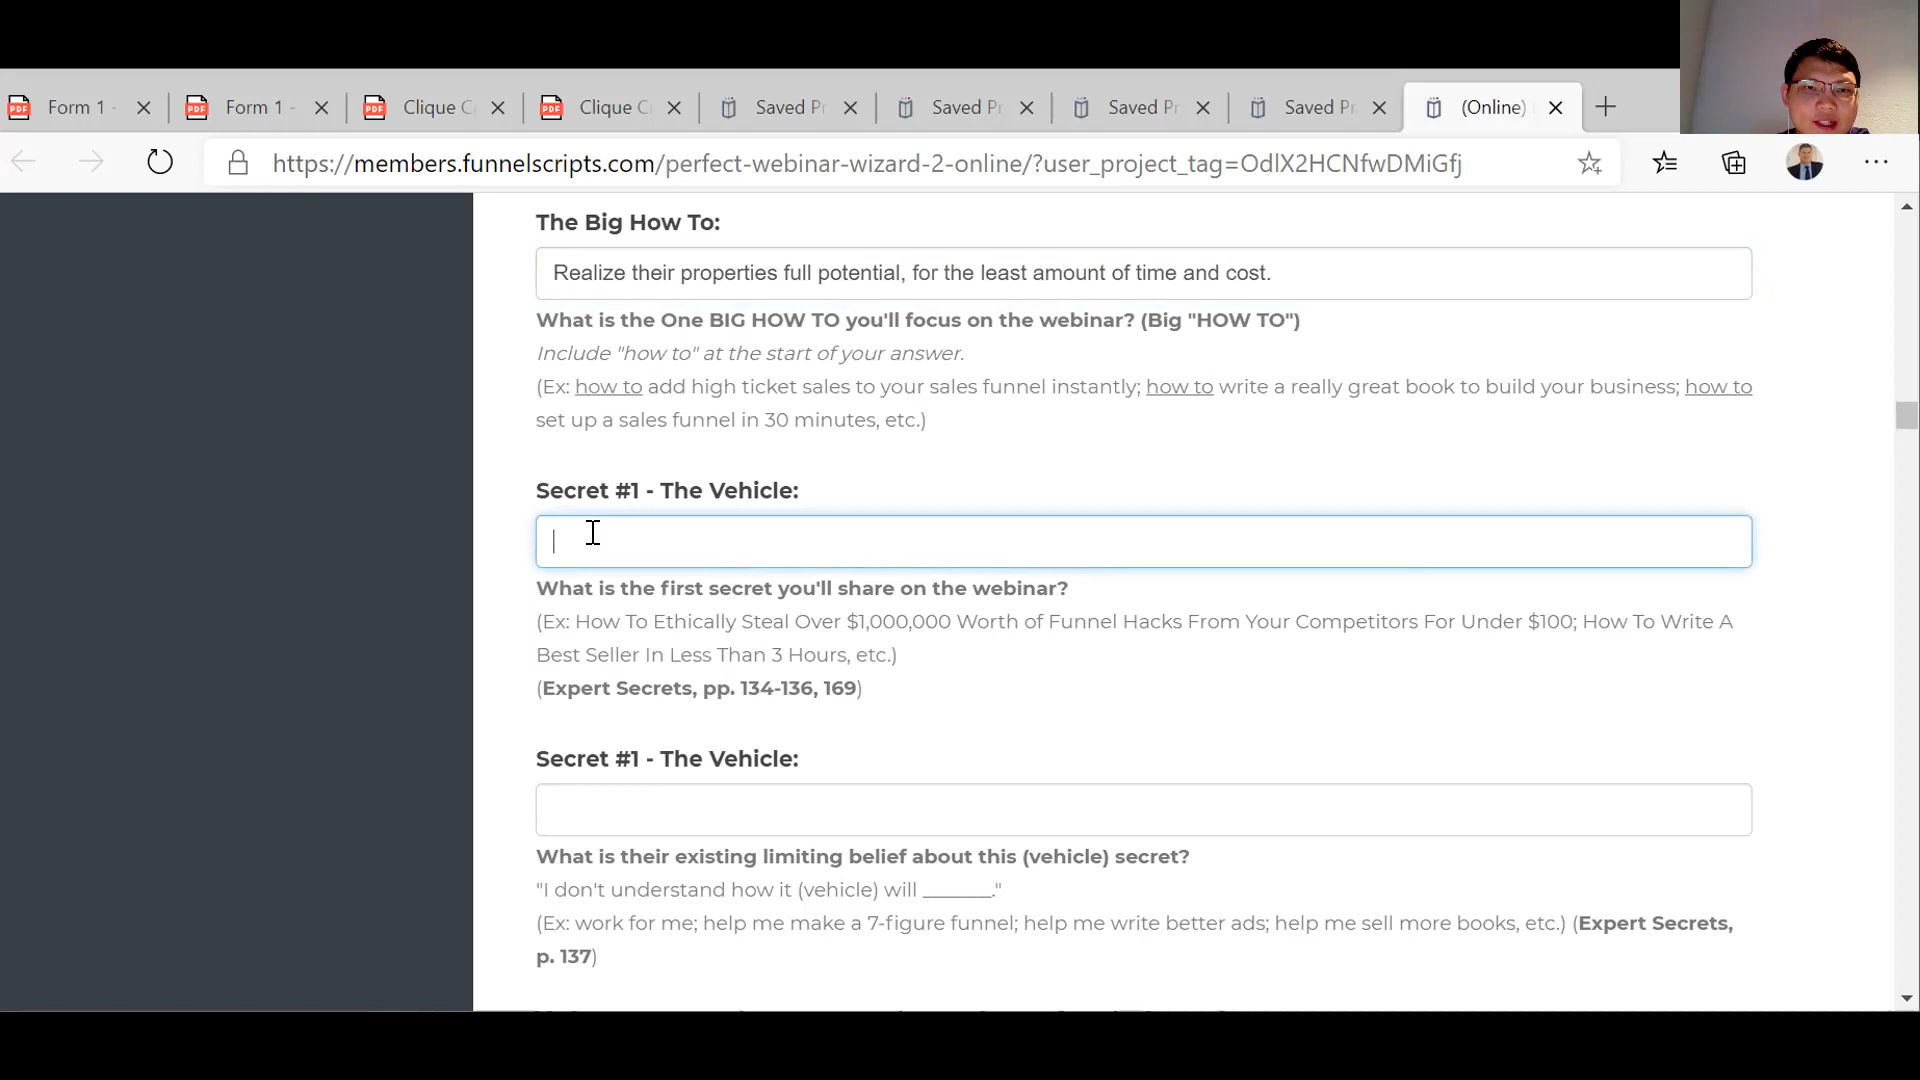 Form 1 -
Form 1 -
Clique C
Clique C
Saved Pr
Saved Pr
Saved Pr
Saved Pr
(Online)
https://members.funnelscripts.com/perfect-webinar-wizard-2-online/?user_project_tag=OdlX2HCNfwDMiGfj
The Big How To:
Realize their properties full potential, for the least amount of time and cost.
What is the One BIG HOW TO you'll focus on the webinar? (Big "HOW TO")
Include "how to" at the start of your answer.
(Ex: how to add high ticket sales to your sales funnel instantly; how to write a really great book to build your business; how to
set up a sales funnel in 30 minutes, etc.)
Secret #1 - The Vehicle:
What is the first secret you'll share on the webinar?
(Ex: How To Ethically Steal Over $1,000,000 Worth of Funnel Hacks From Your Competitors For Under $100; How To Write A
Best Seller In Less Than 3 Hours, etc.)
(Expert Secrets, pp. 134-136, 169)
Secret #1 - The Vehicle:
What is their existing limiting belief about this (vehicle) secret?
"I don't understand how it (vehicle) will _______."
(Ex: work for me; help me make a 7-figure funnel; help me write better ads; help me sell more books, etc.) (Expert Secrets,
p. 137)